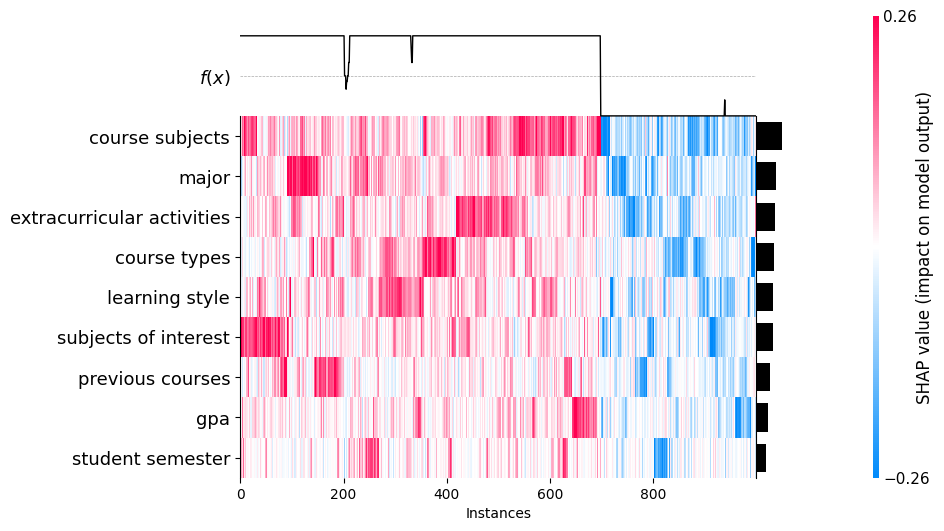 0.26
f(x)
course subjects
major
extracurricular activities
course types
learning style
subjects of interest
previous courses
gpa
student semester
0 200 400 600 800
Instances
−0.26
SHAP value (impact on model output)